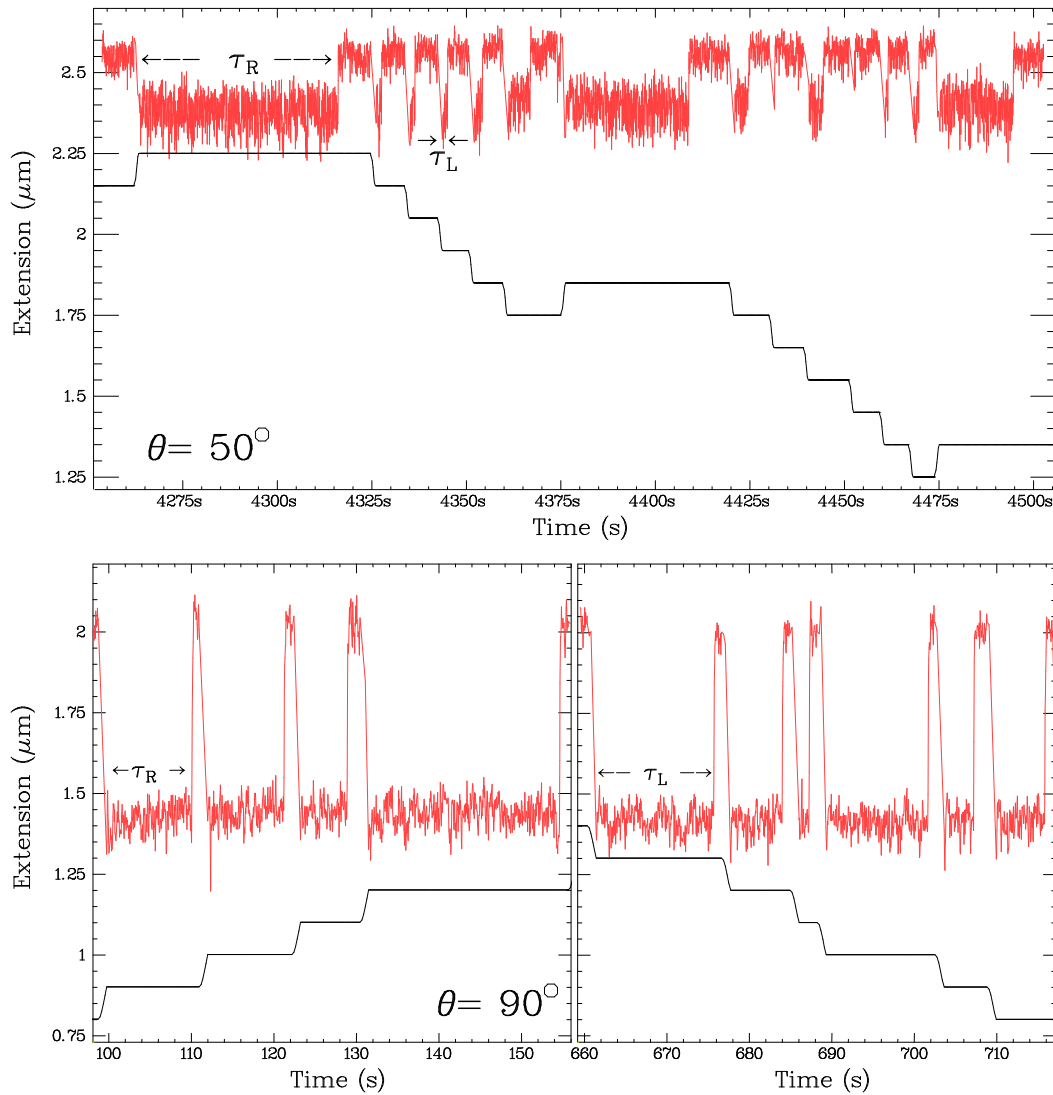 Extension (μm)
2.5
2.25
2
1.75
1.5
1.25
τR
τL
θ= 50°
4275s 4300s 4325s 4350s 4375s 4400s 4425s 4450s 4475s 4500s
Time (s)
Extension (μm)
2
1.75
1.5
1.25
1
0.75
τR
θ= 90°
τL
100 110 120 130 140 150
660 670 680 690 700 710
Time (s)
Time (s)